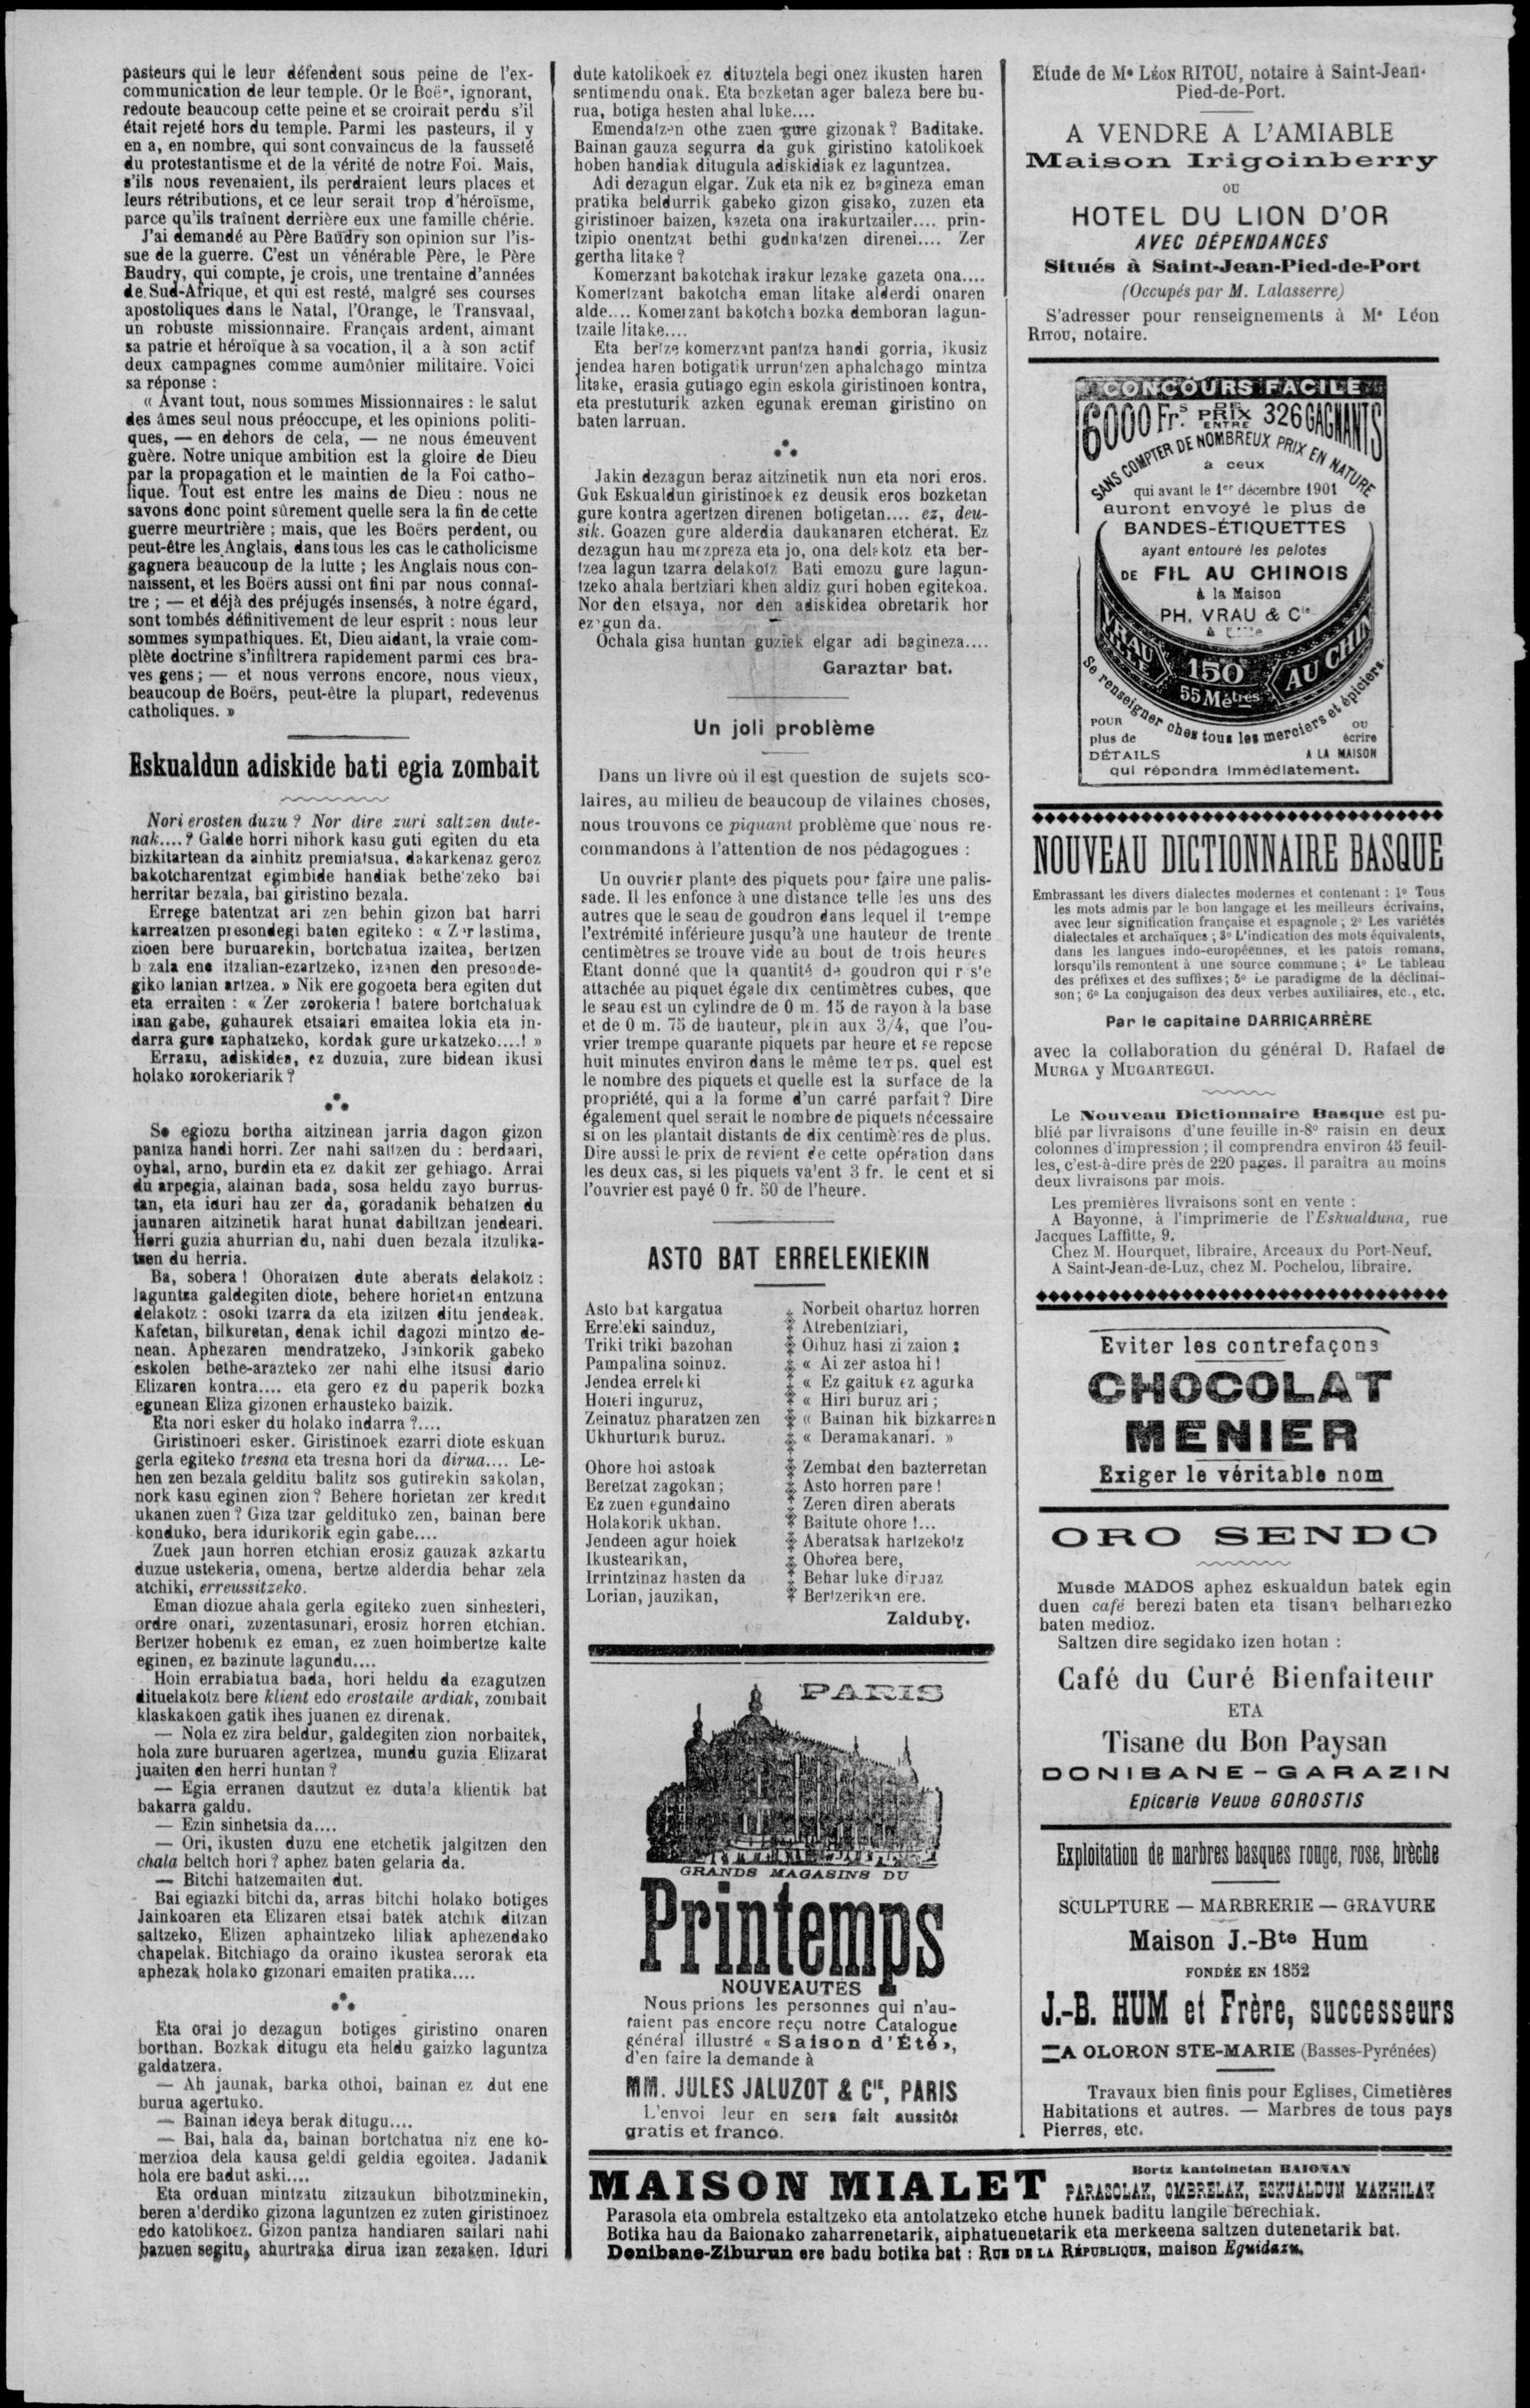 pasteurs qui le leur défendent sous peine de l'ex-
communication de leur temple. Or le Boër, ignorant,
redoute beaucoup cette peine et se croirait perdu s'il
était rejeté hors du temple. Parmi les pasteurs, il y
en a, en nombre, qui sont convaincus de la fausseté
du protestantisme et de la vérité de notre Foi. Mais,
s'ils nous revenaient, ils perdraient leurs places et
leurs rétributions, et ce leur serait trop d'héroïsme,
parce qu'ils traînent derrière eux une famille chérie.
J'ai demandé au Père Baudry son opinion sur l'is-
sue de la guerre. C'est un vénérable Père, le Père
Baudry, qui compte, je crois, une trentaine d'années
de Sud-Afrique, et qui est resté, malgré ses courses
apostoliques dans le Natal, l'Orange, le Transvaal,
un robuste missionnaire. Français ardent, aimant
sa patrie et héroïque à sa vocation, il a à son actif
deux campagnes comme aumônier militaire. Voici
sa réponse :
« Avant tout, nous sommes Missionnaires : le salut
des âmes seul nous préoccupe, et les opinions politi-
ques, — en dehors de cela, — ne nous émeuvent
guère. Notre unique ambition est la gloire de Dieu
par la propagation et le maintien de la Foi catho-
lique. Tout est entre les mains de Dieu : nous ne
savons donc point sûrement quelle sera la fin de cette
guerre meurtrière ; mais, que les Boërs perdent, ou
peut-être les Anglais, dans tous les cas le catholicisme
gagnera beaucoup de la lutte ; les Anglais nous con-
naissent, et les Boërs aussi ont fini par nous connaî-
tre ; — et déjà des préjugés insensés, à notre égard,
sont tombés définitivement de leur esprit : nous leur
sommes sympathiques. Et, Dieu aidant, la vraie com-
plète doctrine s'infiltrera rapidement parmi ces bra-
ves gens ; — et nous verrons encore, nous vieux,
beaucoup de Boërs, peut-être la plupart, redevenus
catholiques. »
Eskualdun adiskide bati egia zombait
Nori erosten duzu ? Nor dire zuri saltzen dute-
nak....? Galde horri nihork kasu guti egiten du eta
bizkitartean da ainhitz premiatsua, dakarkenaz geroz
bakotcharentzat egimbide handiak bethetzeko bai
herritar bezala, bai giristino bezala.
Errege batentzat ari zen behin gizon bat harri
karreatzen presondegi baten egiteko : « Zer lastima,
zioen bere buruarekin, bortchatua izaitea, bertzen
bezala ene itzalian-ezartzeko, izanen den presonde-
giko lanian artzea. » Nik ere gogoeta bera egiten dut
eta erraiten : « Zer zorokeria ! batere bortchatuak
izan gabe, guhaurek etsaiari emaitea lokia eta in-
darra gure zaphatzeko, kordak gure urkatzeko....! »
Errazu, adiskidea, ez duzuia, zure bidean ikusi
holako zorokeriarik ?
So egiozu bortha aitzinean jarria dagon gizon
pantza handi horri. Zer nahi saltzen du : berdaari,
oyhal, arno, burdin eta ez dakit zer gehiago. Arrai
du arpegia, alainan bada, sosa heldu zayo burrus-
tan, eta iduri hau zer da, goradanik behatzen du
jaunaren aitzinetik harat hunat dabiltzan jendeari.
Herri guzia ahurrian du, nahi duen bezala itzulika-
tzen du herria.
Ba, sobera ! Ohoratzen dute aberats delakotz :
laguntza galdegiten diote, behere horietan entzuna
delakotz : osoki tzarra da eta izitzen ditu jendeak.
Kafetan, bilkuretan, denak ichil dagozi mintzo de-
nean. Aphezaren mendratzeko, Jainkorik gabeko
eskolen bethe-arazteko zer nahi elhe itsusi dario
Elizaren kontra.... eta gero ez du paperik bozka
egunean Eliza gizonen erhausteko baizik.
Eta nori esker du holako indarra ?....
Giristinoeri esker. Giristinoek ezarri diote eskuan
gerla egiteko tresna eta tresna hori da dirua.... Le-
hen zen bezala gelditu balitz sos gutirekin sakolan,
nork kasu eginen zion ? Behere horietan zer kredit
ukanen zuen ? Giza tzar geldituko zen, bainan bere
konduko, bera idurikorik egin gabe....
Zuek jaun horren etchian erosiz gauzak azkartu
duzue ustekeria, omena, bertze alderdia behar zela
atchiki, erreussitzeko.
Eman diozue ahala gerla egiteko zuen sinhesteri,
ordre onari, zuzentasunari, erosiz horren etchian.
Bertzer hobenik ez eman, ez zuen hoimbertze kalte
eginen, ez bazinute lagundu....
Hoin errabiatua bada, hori heldu da ezagutzen
dituelakotz bere klient edo erostaile ardiak, zombait
klaskakoen gatik ihes juanen ez direnak.
— Nola ez zira beldur, galdegiten zion norbaitek,
hola zure buruaren agertzea, mundu guzia Elizarat
juaiten den herri huntan ?
— Egia erranen dautzut ez dutala klientik bat
bakarra galdu.
— Ezin sinhetsia da....
— Ori, ikusten duzu ene etchetik jalgitzen den
chala beltch hori ? aphez baten gelaria da.
— Bitchi hatzemaiten dut.
Bai egiazki bitchi da, arras bitchi holako botiges
Jainkoaren eta Elizaren etsai batek atchik ditzan
saltzeko, Elizen aphaintzeko liliak aphezendako
chapelak. Bitchiago da oraino ikustea serorak eta
aphezak holako gizonari emaiten pratika....
Eta orai jo dezagun botiges giristino onaren
borthan. Bozkak ditugu eta heldu gaizko laguntza
galdatzera.
— Ah jaunak, barka othoi, bainan ez dut ene
burua agertuko.
— Bainan ideya berak ditugu....
— Bai, hala da, bainan bortchatua niz ene ko-
merzioa dela kausa geldi geldia egoitea. Jadanik
hola ere badut aski....
Eta orduan mintzatu zitzaukun bihotzminekin,
beren alderdiko gizona laguntzen ez zuten giristinoez
edo katolikoez. Gizon pantza handiaren sailari nahi
bazuen segitu, ahurtraka dirua izan zezaken. Iduri
dute katolikoek ez dituztela begi onez ikusten haren
sentimendu onak. Eta bozketan ager baleza bere bu-
rua, botiga hesten ahal luke....
Emendatzen othe zuen gure gizonak ? Baditake.
Bainan gauza segurra da guk giristino katolikoek
hoben handiak ditugula adiskidiak ez laguntzea.
Adi dezagun elgar. Zuk eta nik ez bagineza eman
pratika beldurrik gabeko gizon gisako, zuzen eta
giristinoer baizen, kazeta ona irakurtzailer.... prin-
tzipio onentzat bethi gudukatzen direnei.... Zer
gertha litake ?
Komerzant bakotchak irakur lezake gazeta ona....
Komertzant bakotcha eman litake alderdi onaren
alde.... Komerzant bakotcha bozka demboran lagun-
tzaile litake....
Eta bertze komerzant pantza handi gorria, ikusiz
jendea haren botigatik urruntzen aphalchago mintza
litake, erasia gutiago egin eskola giristinoen kontra,
eta prestuturik azken egunak ereman giristino on
baten larruan.
Jakin dezagun beraz aitzinetik nun eta nori eros.
Guk Eskualdun giristinoek ez deusik eros bozketan
gure kontra agertzen direnen botigetan.... ez, deu-
sik. Goazen gure alderdia daukanaren etcherat. Ez
dezagun hau mezpreza eta jo, ona delakotz eta ber-
tzea lagun tzarra delakotz Bati emozu gure lagun-
tzeko ahala bertziari khen aldiz guri hoben egitekoa.
Nor den etsaya, nor den adiskidea obretarik hor
ezagun da.
Ochala gisa huntan guziek elgar adi bagineza....
Garaztar bat.
Un joli problème
Dans un livre où il est question de sujets sco-
laires, au milieu de beaucoup de vilaines choses,
nous trouvons ce piquant problème que nous re-
commandons à l'attention de nos pédagogues :
Un ouvrier plante des piquets pour faire une palis-
sade. Il les enfonce à une distance telle les uns des
autres que le seau de goudron dans lequel il trempe
l'extrémité inférieure jusqu'à une hauteur de trente
centimètres se trouve vide au bout de trois heures
Etant donné que la quantité de goudron qui r s'e
attachée au piquet égale dix centimètres cubes, que
le seau est un cylindre de 0 m. 15 de rayon à la base
et de 0 m. 75 de hauteur, plein aux 3/4, que l'ou-
vrier trempe quarante piquets par heure et se repose
huit minutes environ dans le même temps, quel est
le nombre des piquets et quelle est la surface de la
propriété, qui a la forme d'un carré parfait ? Dire
également quel serait le nombre de piquets nécessaire
si on les plantait distants de dix centimètres de plus.
Dire aussi le prix de revient de cette opération dans
les deux cas, si les piquets valent 3 fr. le cent et si
l'ouvrier est payé 0 fr. 50 de l'heure.
ASTO BAT ERRELEKIEKIN
Asto bat kargatua
Erreleki sainduz,
Triki triki bazohan
Pampalina soinuz.
Jendea erreleki
Horeri inguruz,
Zeinatuz pharatzen zen
Ukhurturik buruz.
Ohore hoi astoak
Beretzat zagokan ;
Ez zuen egundaino
Holakorik ukhan.
Jendeen agur hoiek
Ikustearikan,
Irrintzinaz hasten da
Lorian, jauzikan,
Norbeit ohartuz horren
Atrebentziari,
Oihuz hasi zi zaion :
« Ai zer astoa hi !
« Ez gaituk ez agurka
« Hiri buruz ari ;
« Bainan hik bizkarrean
« Deramakanari. »
Zembat den bazterretan
Asto horren pare !
Zeren diren aberats
Baitute ohore !...
Aberatsak hartzekotz
Ohorea bere,
Behar luke dirauz
Bertzerikan ere.
Zalduby.
PARIS
GRANDS MAGASINS DU
Printemps
NOUVEAUTÉS
Nous prions les personnes qui n'au-
raient pas encore reçu notre Catalogue
général illustré « Saison d'Été »,
d'en faire la demande à
MM. JULES JALUZOT & Cie, PARIS
L'envoi leur en sera fait aussitôt
gratis et franco.
Etude de Me Léon RITOU, notaire à Saint-Jean-
Pied-de-Port.
A VENDRE A L'AMIABLE
Maison Irigoinberry
OU
HOTEL DU LION D'OR
AVEC DÉPENDANCES
Situés à Saint-Jean-Pied-de-Port
(Occupés par M. Lalasserre)
S'adresser pour renseignements à Me Léon
Ritou, notaire.
CONCOURS FACILE
6000 Frs DE PRIX ENTRE 326 GAGNANTS
SANS COMPTER DE NOMBREUX PRIX EN NATURE
à ceux
qui avant le 1er décembre 1901
auront envoyé le plus de
BANDES-ÉTIQUETTES
ayant entouré les pelotes
DE FIL AU CHINOIS
à la Maison
PH. VRAU & Cie
à Lille
VRAU LILLE 150 55 Mètres AU CHIN
Se renseigner chez tous les merciers et épiciers.
POUR plus de DÉTAILS
OU écrire A LA MAISON
qui répondra immédiatement.
NOUVEAU DICTIONNAIRE BASQUE
Embrassant les divers dialectes modernes et contenant : 1º Tous
les mots admis par le bon langage et les meilleurs écrivains,
avec leur signification française et espagnole ; 2º Les variétés
dialectales et archaïques ; 3º L'indication des mots équivalents,
dans les langues indo-européennes, et les patois romans,
lorsqu'ils remontent à une source commune ; 4º Le tableau
des préfixes et des suffixes ; 5º Le paradigme de la déclinai-
son ; 6º La conjugaison des deux verbes auxiliaires, etc., etc.
Par le capitaine DARRICARRÈRE
avec la collaboration du général D. Rafael de
Murga y Mugartegui.
Le Nouveau Dictionnaire Basque est pu-
blié par livraisons d'une feuille in-8º raisin en deux
colonnes d'impression ; il comprendra environ 45 feuil-
les, c'est-à-dire près de 220 pages. Il paraitra au moins
deux livraisons par mois.
Les premières livraisons sont en vente :
A Bayonne, à l'imprimerie de l'Eskualduna, rue
Jacques Laffitte, 9.
Chez M. Hourquet, libraire, Arceaux du Port-Neuf.
A Saint-Jean-de-Luz, chez M. Pochelou, libraire.
Eviter les contrefaçons
CHOCOLAT
MENIER
Exiger le véritable nom
ORO SENDO
Musde MADOS aphez eskualdun batek egin
duen café berezi baten eta tisana belharrezko
baten medioz.
Saltzen dire segidako izen hotan :
Café du Curé Bienfaiteur
ETA
Tisane du Bon Paysan
DONIBANE-GARAZIN
Epicerie Veuve GOROSTIS
Exploitation de marbres basques rouge, rose, brèche
SCULPTURE — MARBRERIE — GRAVURE
Maison J.-Bte Hum
FONDÉE EN 1852
J.-B. HUM et Frère, successeurs
A OLORON STE-MARIE (Basses-Pyrénées)
Travaux bien finis pour Eglises, Cimetières
Habitations et autres. — Marbres de tous pays
Pierres, etc.
MAISON MIALET
Bortz kantoinetan BAIONAN
PARASOLAK, OMBRELAK, ESKUALDUN MAKHILAK
Parasola eta ombrela estaltzeko eta antolatzeko etche hunek baditu langile berechiak.
Botika hau da Baionako zaharrenetarik, aiphatuenetarik eta merkeena saltzen dutenetarik bat.
Donibane-Ziburun ere badu botika bat : Rue de la République, maison Eguidazu.